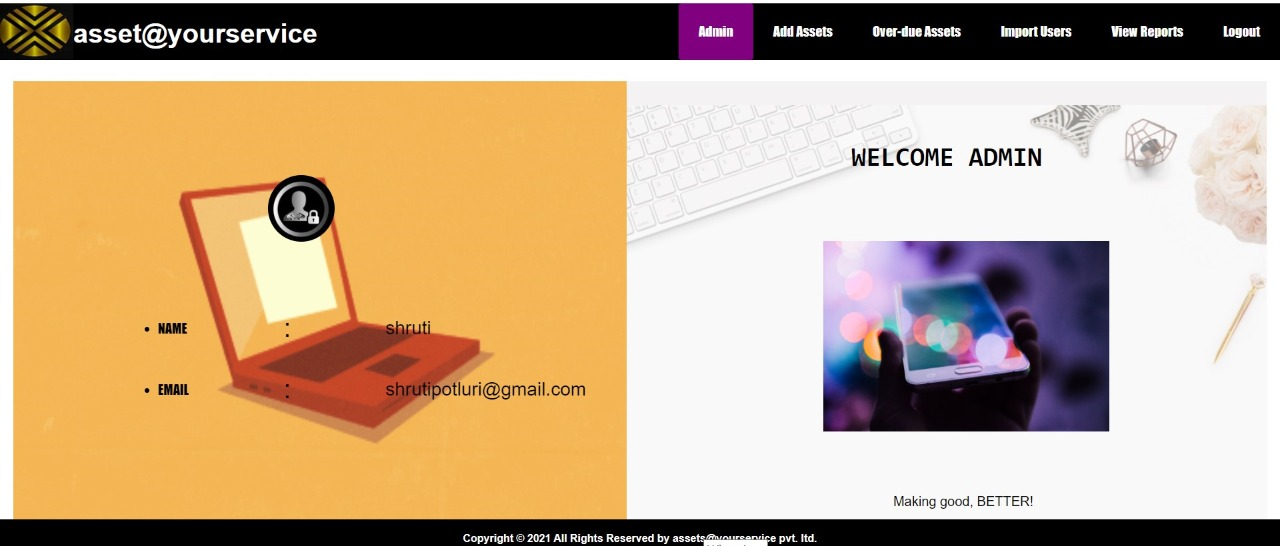 asset@yourservice
Admin Add Assets Over-due Assets Import Users View Reports Logout
WELCOME ADMIN
NAME : shruti
EMAIL : shrutipotluri@gmail.com
Making good, BETTER!
Copyright © 2021 All Rights Reserved by assets@yourservice pvt. ltd.